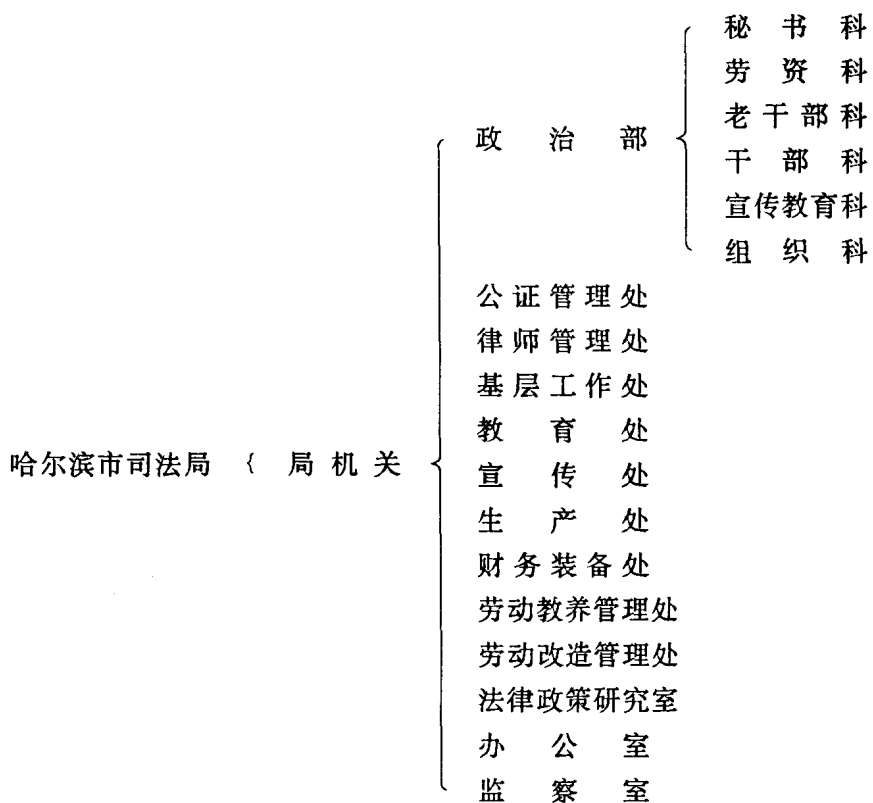 秘书科
劳资科
老干部科
政治部
干部科
宣传教育科
组织科
公证管理处
律师管理处
基层工作处
教育处
哈尔滨市司法局 { 局机关
宣传处
生产处
财务装备处
劳动教养管理处
劳动改造管理处
法律政策研究室
办公室
监察室